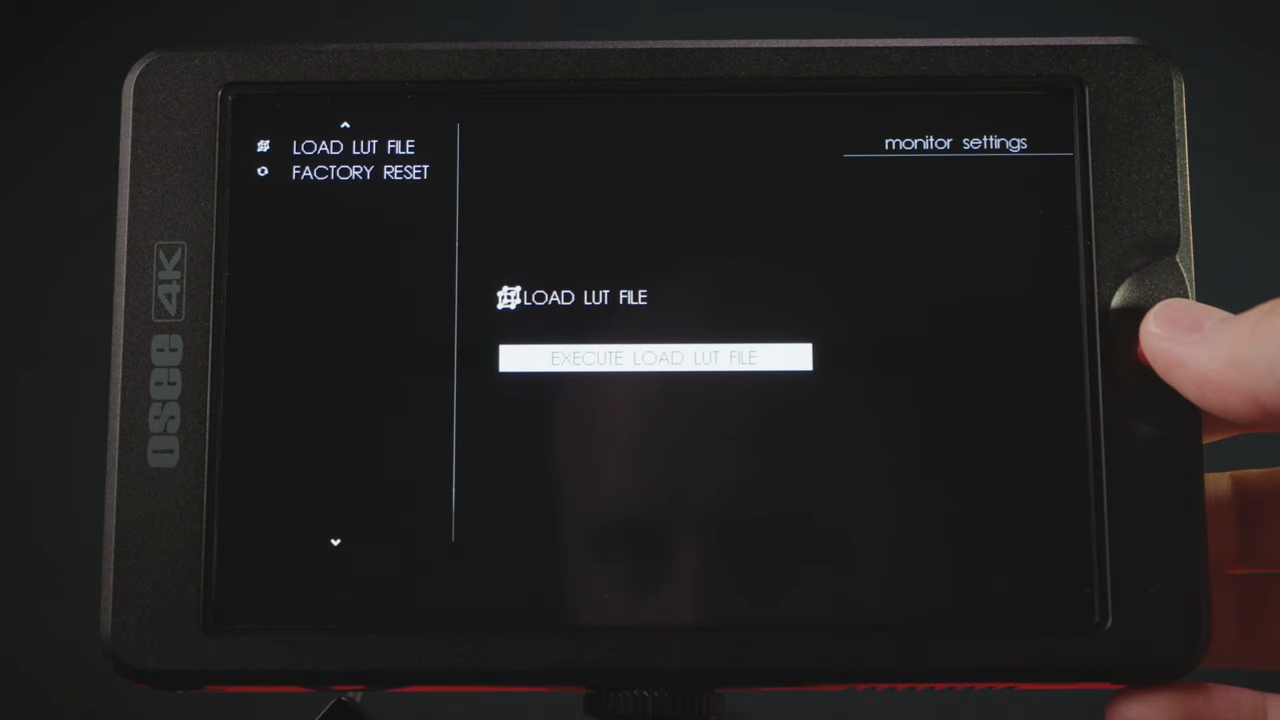 LOAD LUT FILE
FACTORY RESET
monitor settings
LOAD LUT FILE
EXECUTE LOAD LUT FILE
osee 4K